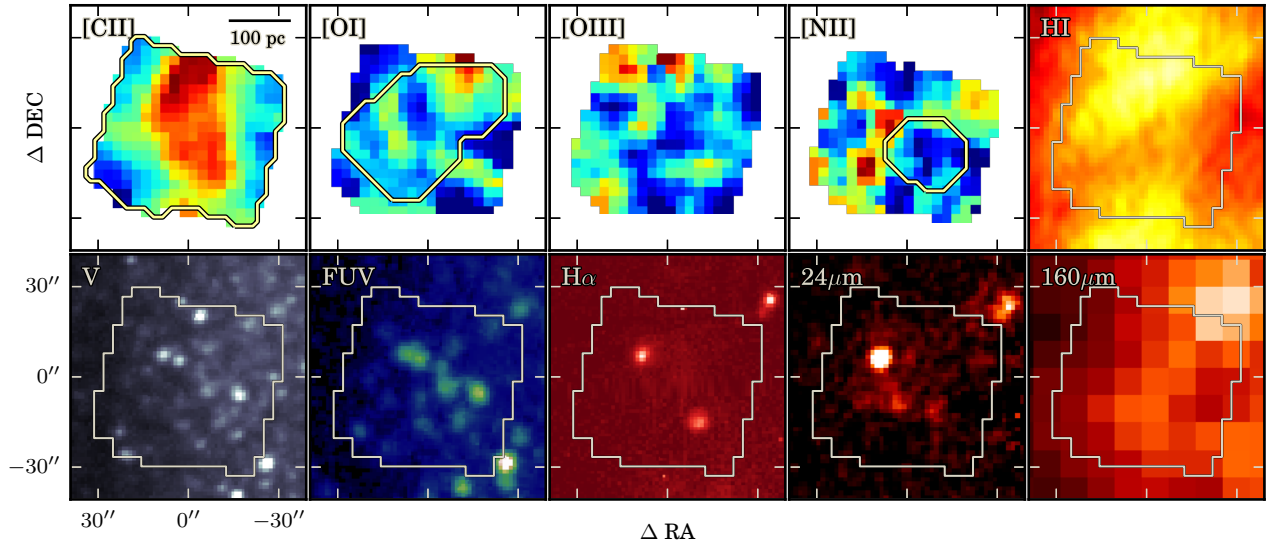 [CII]
100 pc
[OI]
[OIII]
[NII]
HI
Δ DEC
V
FUV
Hα
24μm
160μm
30′′
0′′
−30′′
30′′
0′′
−30′′
Δ RA